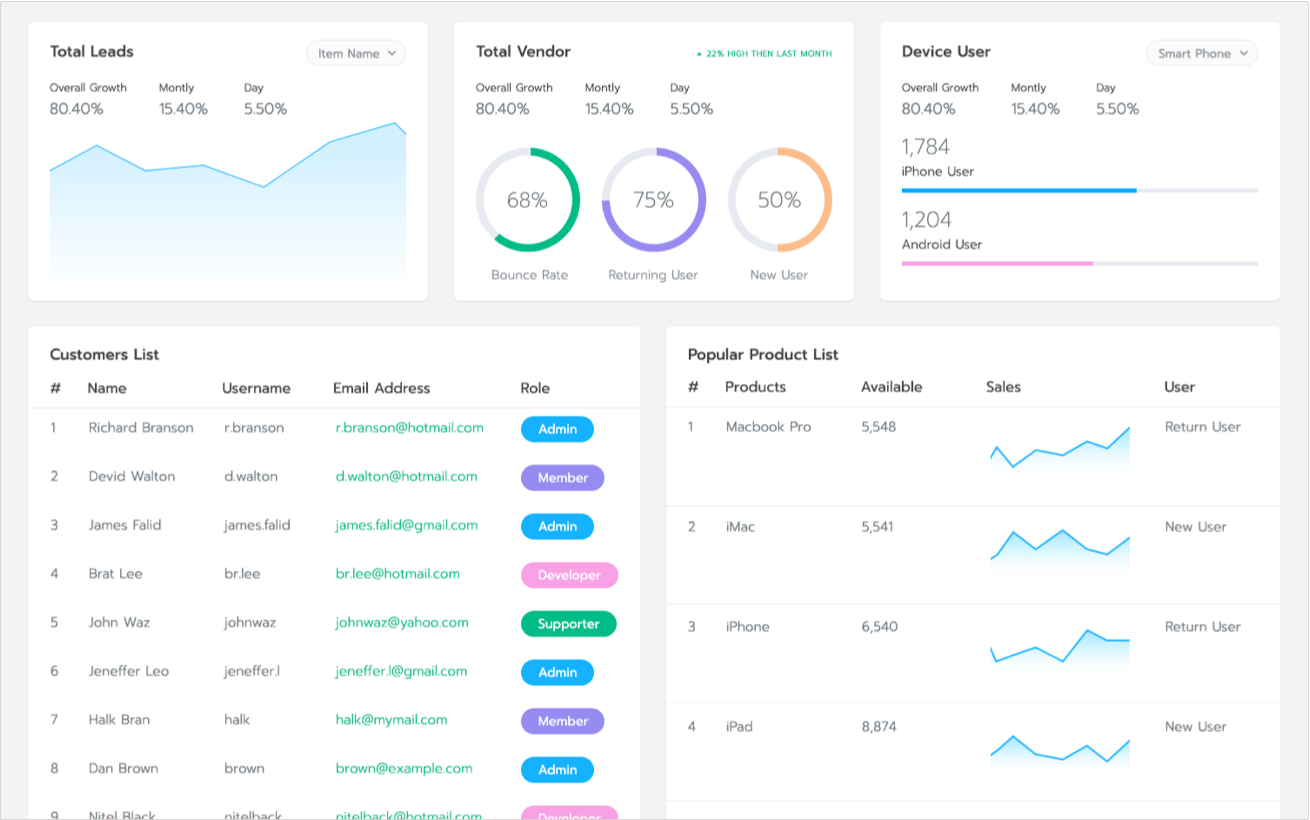 Total Leads
Item Name
Overall Growth Montly Day
80.40% 15.40% 5.50%
Total Vendor
22% HIGH THEN LAST MONTH
Overall Growth Montly Day
80.40% 15.40% 5.50%
68% 75% 50%
Bounce Rate Returning User New User
Device User
Smart Phone
Overall Growth Montly Day
80.40% 15.40% 5.50%
1,784
iPhone User
1,204
Android User
Customers List
# Name Username Email Address Role
1 Richard Branson r.branson r.branson@hotmail.com Admin
2 Devid Walton d.walton d.walton@hotmail.com Member
3 James Falid james.falid james.falid@gmail.com Admin
4 Brat Lee br.lee br.lee@hotmail.com Developer
5 John Waz johnwaz johnwaz@yahoo.com Supporter
6 Jeneffer Leo jeneffer.l jeneffer.l@gmail.com Admin
7 Halk Bran halk halk@mymail.com Member
8 Dan Brown brown brown@example.com Admin
9 Nitel Black nitelback nitelback@hotmail.com Developer
Popular Product List
# Products Available Sales User
1 Macbook Pro 5,548 Return User
2 iMac 5,541 New User
3 iPhone 6,540 Return User
4 iPad 8,874 New User